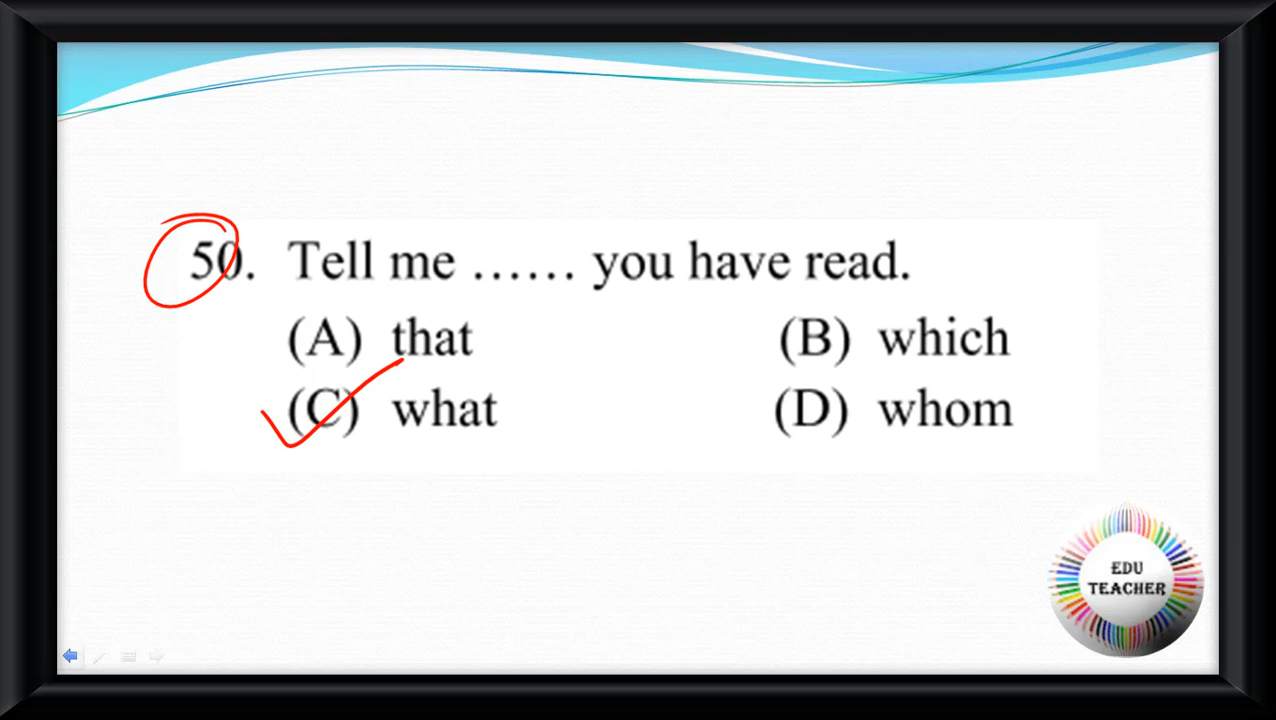 50. Tell me ...... you have read.
(A) that (B) which
(C) what (D) whom
EDU
TEACHER